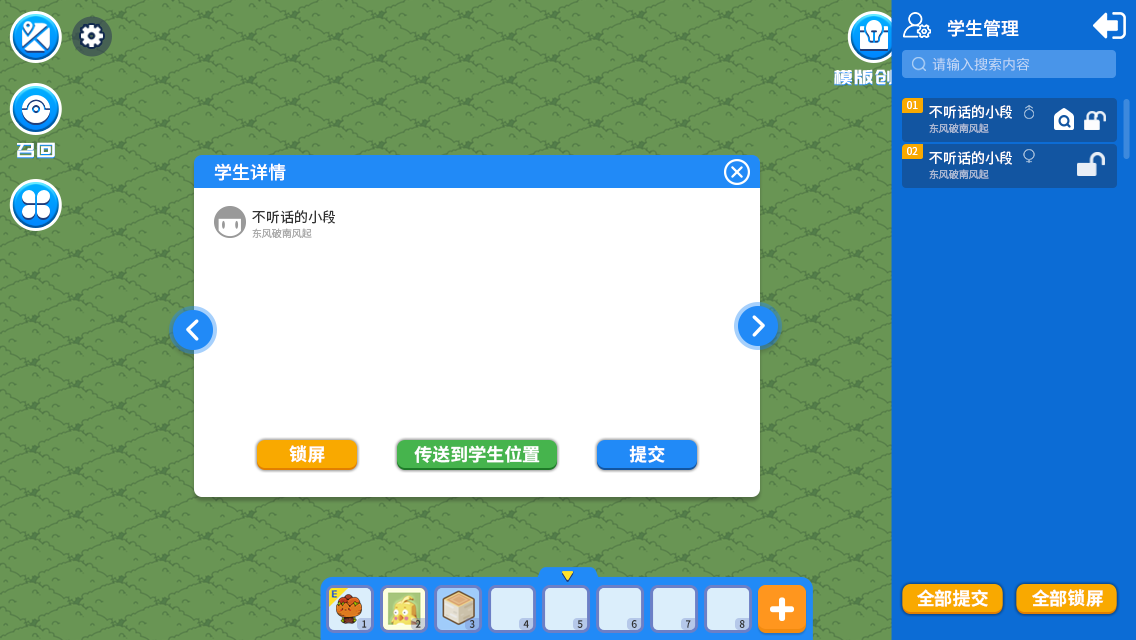 召回
模版创
学生管理
请输入搜索内容
01
不听话的小段
东风破南风起
02
不听话的小段
东风破南风起
学生详情
不听话的小段
东风破南风起
锁屏
传送到学生位置
提交
E
1
2
3
4
5
6
7
8
全部提交
全部锁屏